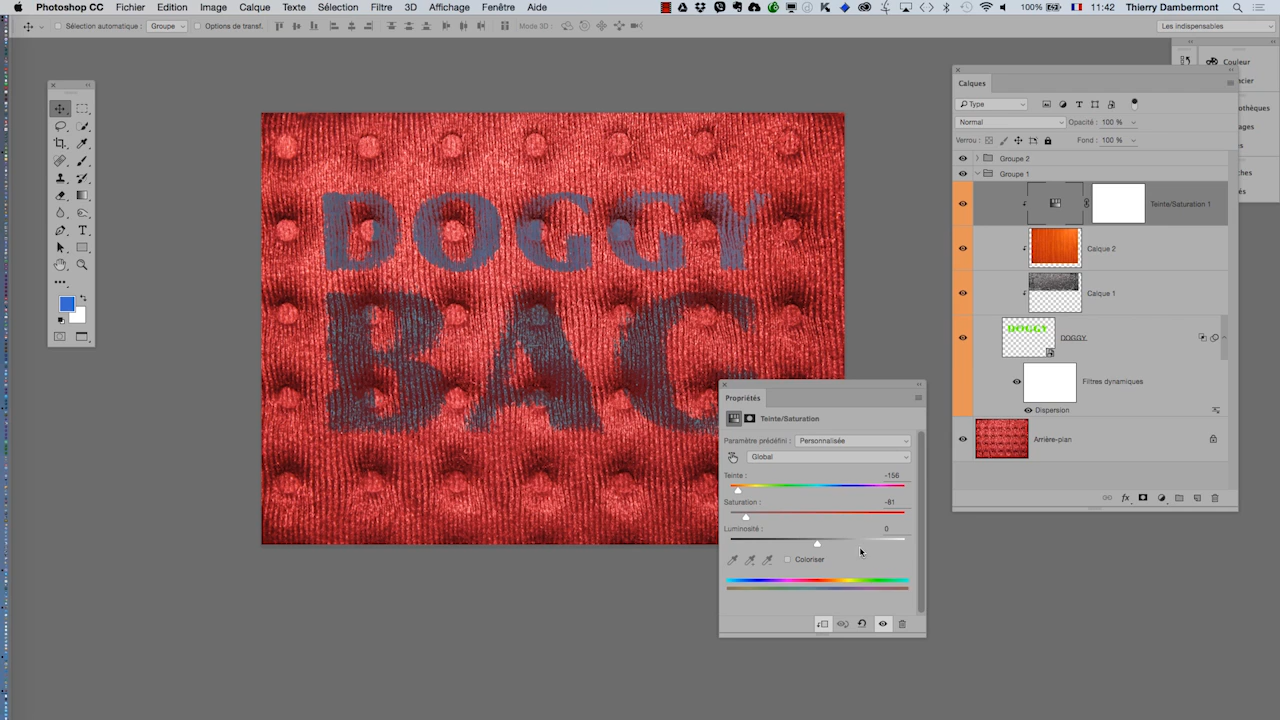 Photoshop CC Fichier Edition Image Calque Texte Sélection Filtre 3D Affichage Fenêtre Aide 100% 11:42 Thierry Dambermont
Sélection automatique : Groupe Options de transf. Mode 3D : Les indispensables
Couleur
Calques
Type
Normal Opacité : 100 %
Verrou : Fond : 100 %
Groupe 2
Groupe 1
Teinte/Saturation 1
Calque 2
Calque 1
DOGGY
DOGGY
Filtres dynamiques
Dispersion
Arrière-plan
DOGGY
BAG
Propriétés
Teinte/Saturation
Paramètre prédéfini : Personnalisée
Global
Teinte : -156
Saturation : -81
Luminosité : 0
Coloriser